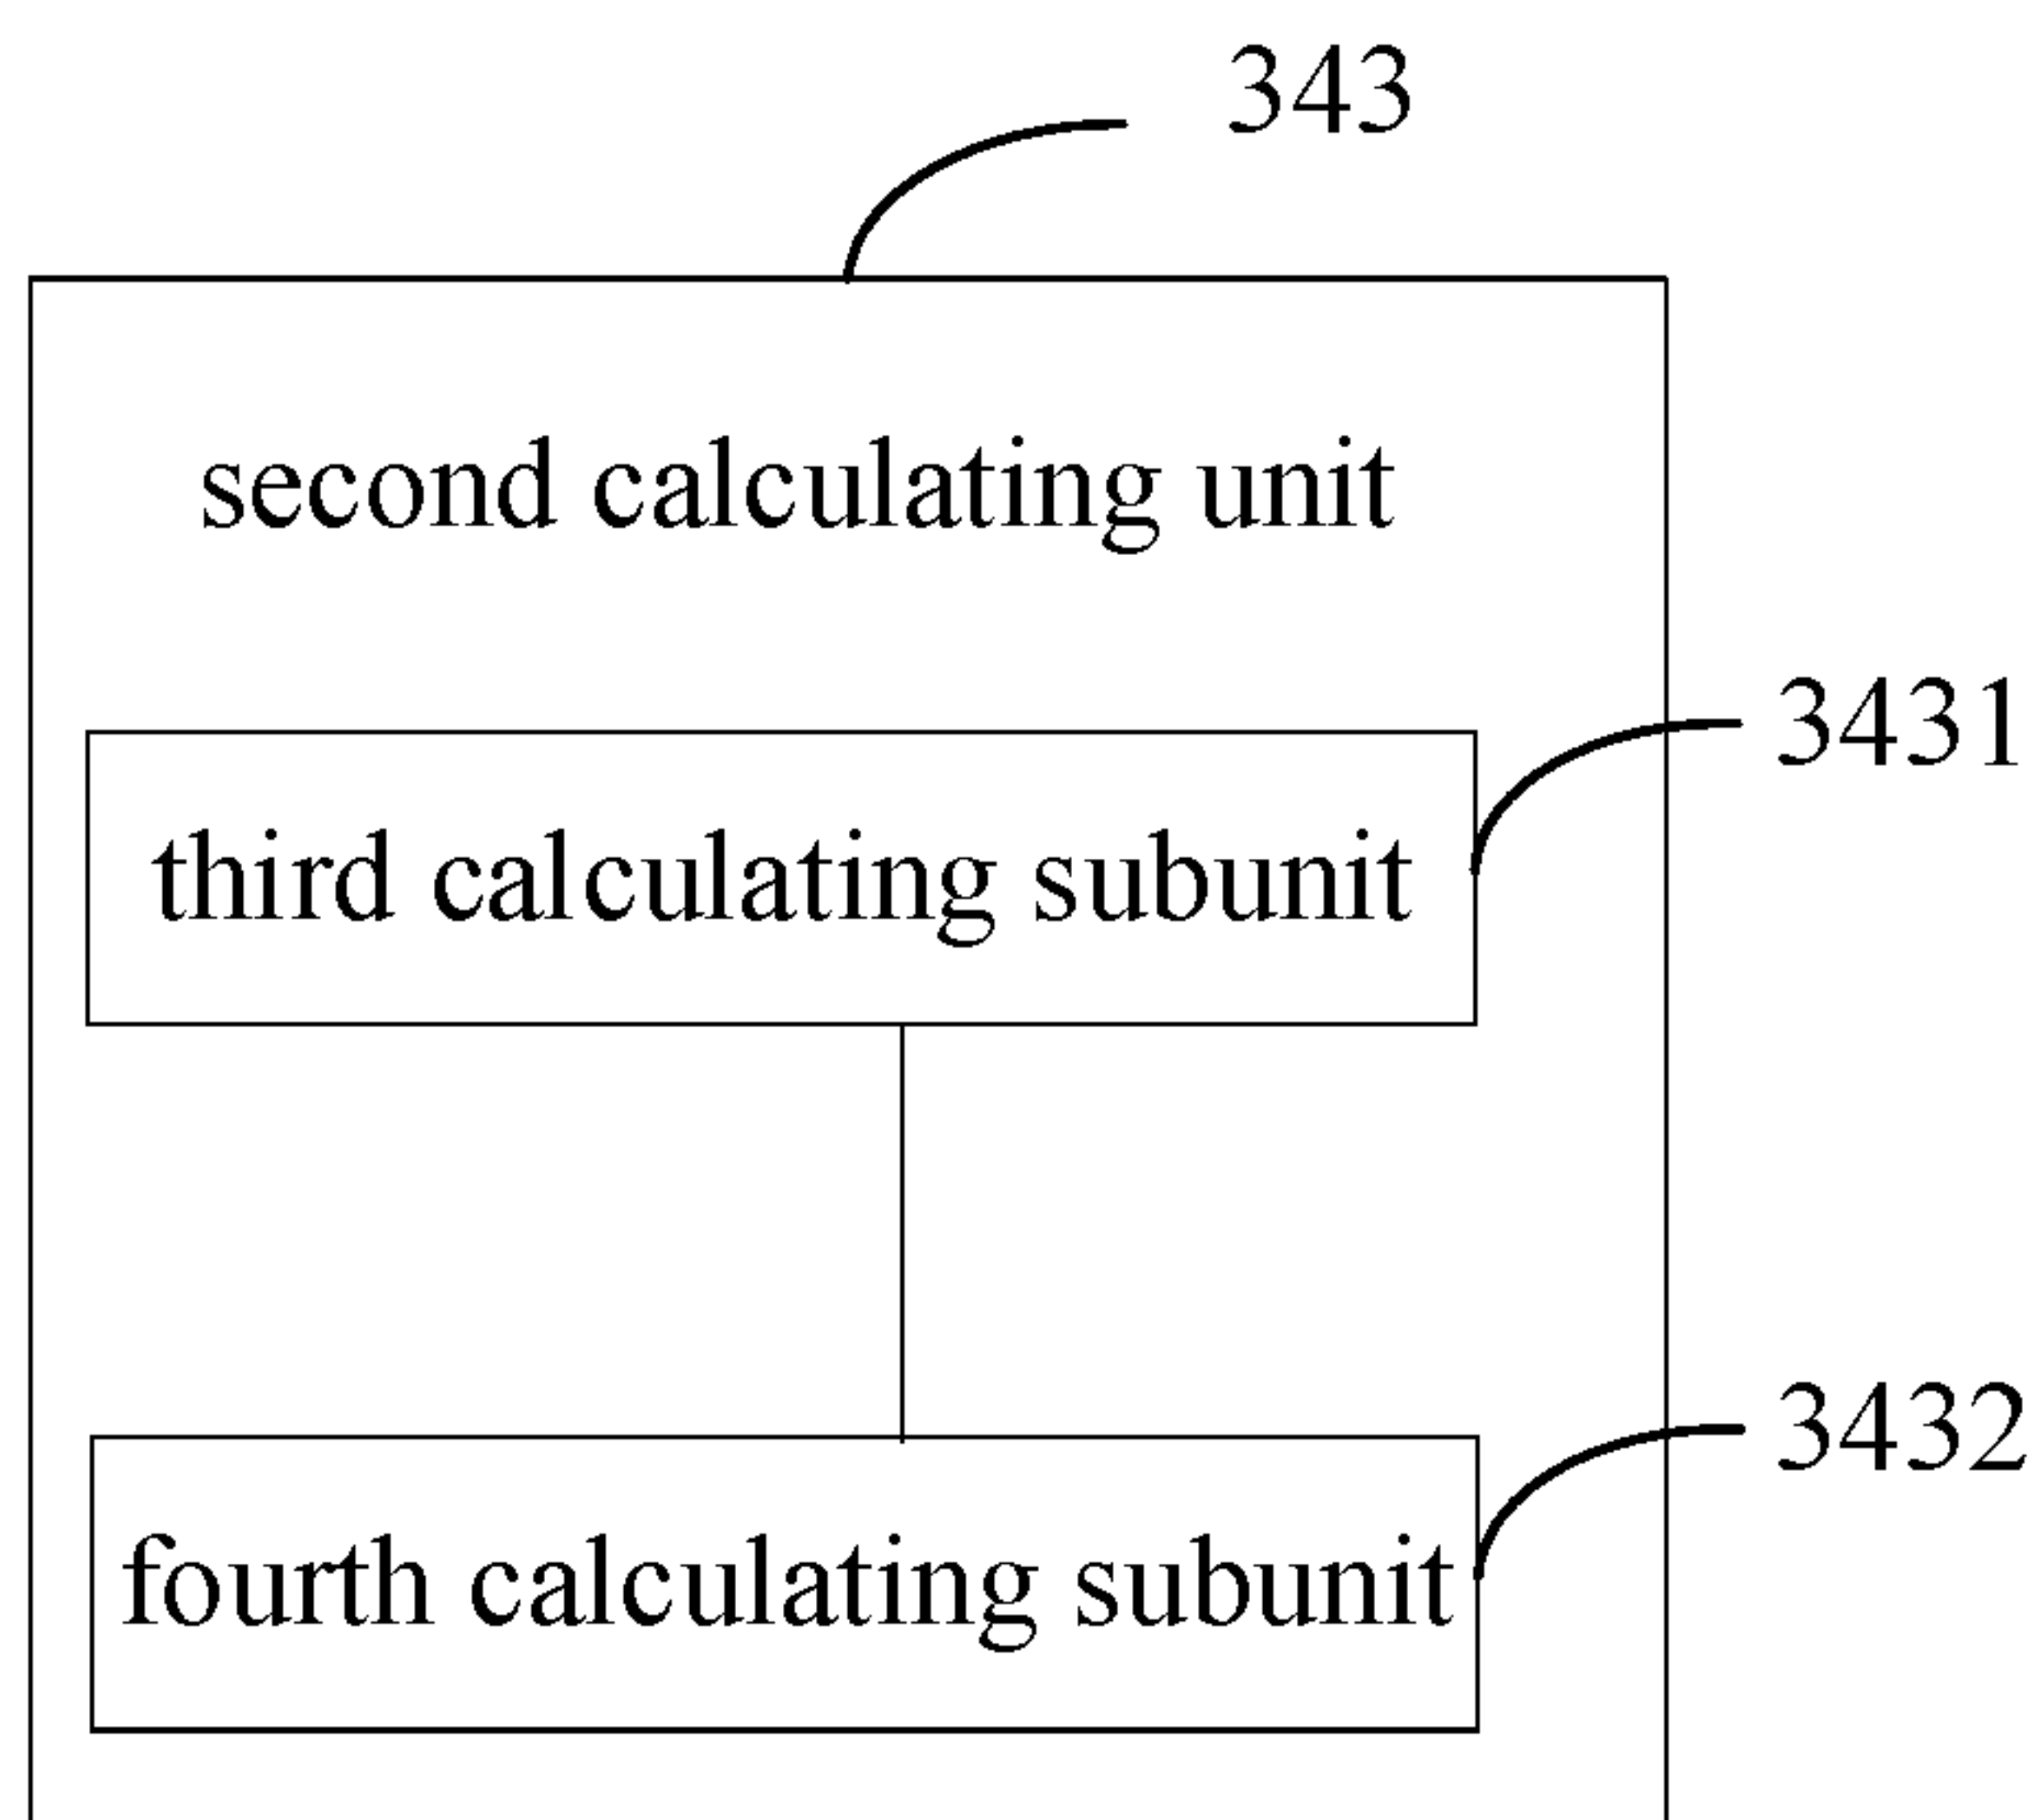 343
second calculating unit
3431
third calculating subunit
3432
fourth calculating subunit